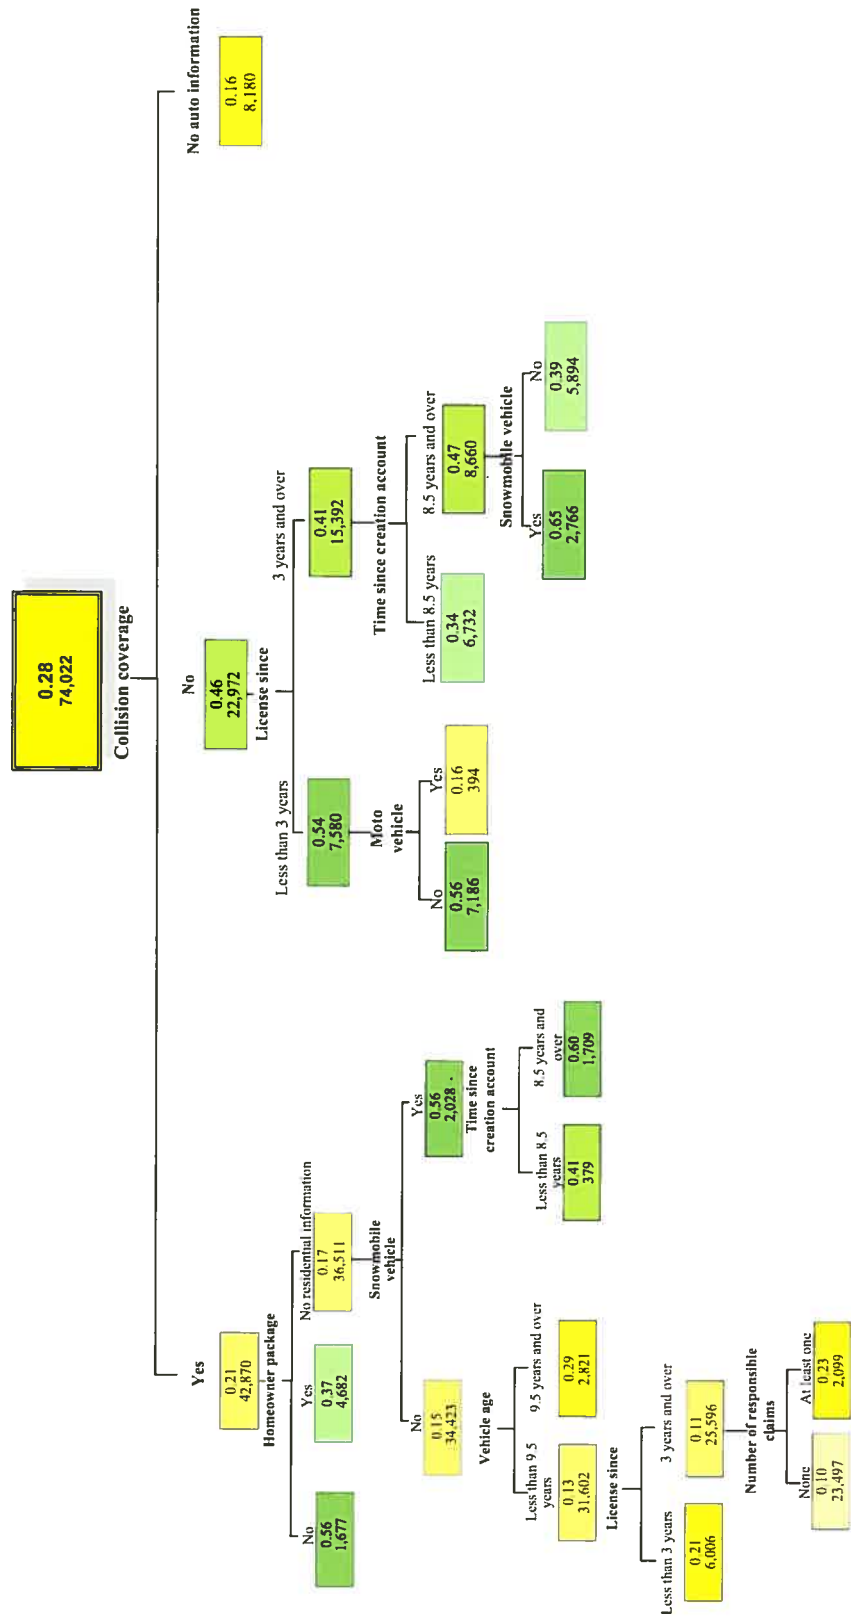 0.28
74,022
Collision coverage
Yes
0.21
42,870
Homeowner package
No
0.56
1,677
Yes
0.37
4,682
No residential information
0.17
36,511
Snowmobile
vehicle
No
0.15
34,423
Vehicle age
Less than 9.5
years
0.13
31,602
License since
Less than 3 years
0.21
6,006
3 years and over
0.11
25,596
Number of responsible
claims
None
0.10
23,497
At least one
0.23
2,099
9.5 years and over
0.29
2,821
Yes
0.56
2,028 .
Time since
creation account
Less than 8.5
years
0.41
379
8.5 years and
over
0.60
1,709
No
0.46
22,972
License since
Less than 3 years
0.54
7,580
Moto
vehicle
No
0.56
7,186
Yes
0.16
394
3 years and over
0.41
15,392
Time since creation account
Less than 8.5 years
0.34
6,732
8.5 years and over
0.47
8,660
Snowmobile vehicle
Yes
0.65
2,766
No
0.39
5,894
No auto information
0.16
8,180